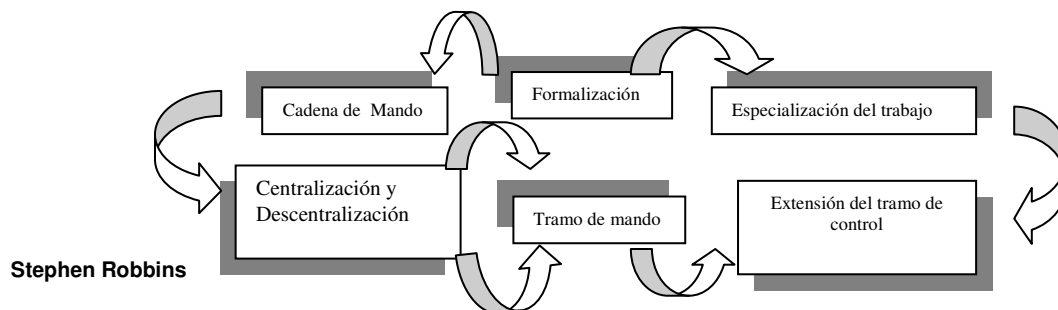 Formalización
Cadena de Mando
Especialización del trabajo
Centralización y
Descentralización
Tramo de mando
Extensión del tramo de
control
Stephen Robbins